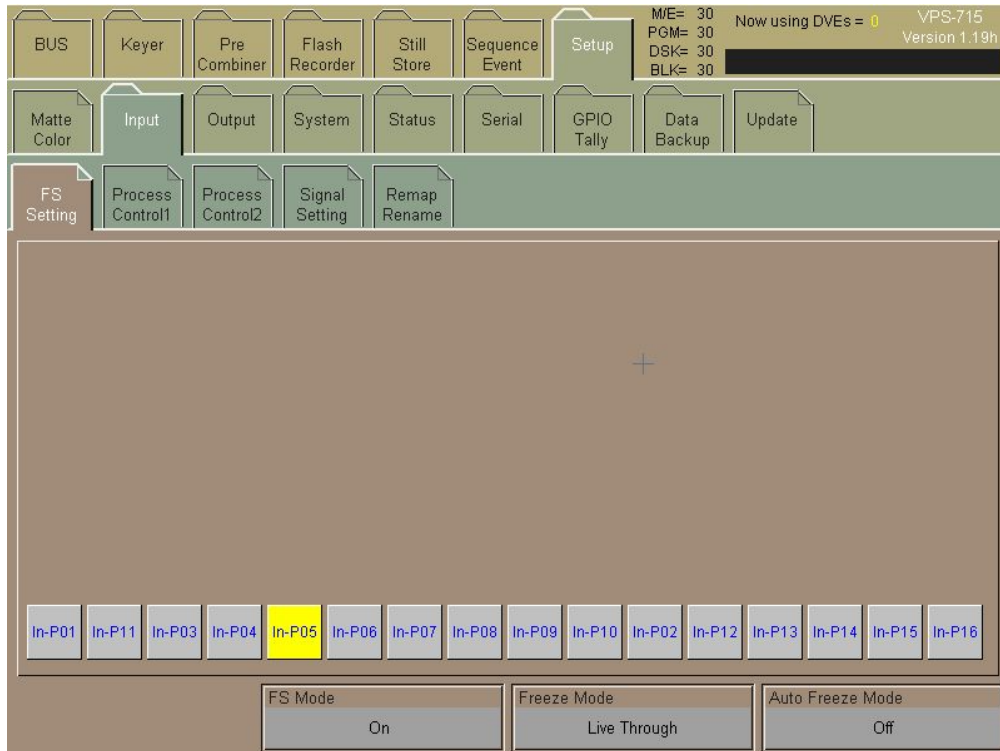 BUS
Keyer
Pre
Combiner
Flash
Recorder
Still
Store
Sequence
Event
Setup
M/E= 30
PGM= 30
DSK= 30
BLK= 30
Now using DVEs = 0
VPS-715
Version 1.19h
Matte
Color
Input
Output
System
Status
Serial
GPIO
Tally
Data
Backup
Update
FS
Setting
Process
Control1
Process
Control2
Signal
Setting
Remap
Rename
In-P01 In-P11 In-P03 In-P04 In-P05 In-P06 In-P07 In-P08 In-P09 In-P10 In-P02 In-P12 In-P13 In-P14 In-P15 In-P16
FS Mode
On
Freeze Mode
Live Through
Auto Freeze Mode
Off